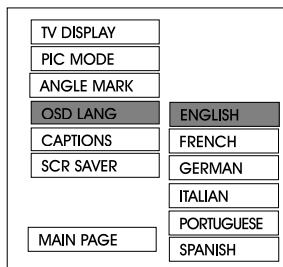 TV DISPLAY
PIC MODE
ANGLE MARK
OSD LANG
CAPTIONS
SCR SAVER
MAIN PAGE
ENGLISH
FRENCH
GERMAN
ITALIAN
PORTUGUESE
SPANISH